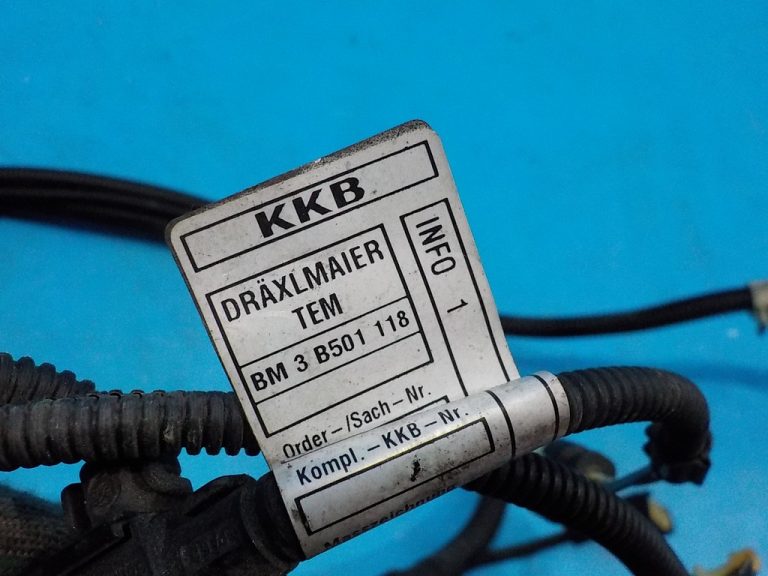 KKB
DRÄXLMAIER
TEM
BM 3 B501 118
INFO 1
Order-/Sach-Nr.
Kompl.-KKB-Nr.